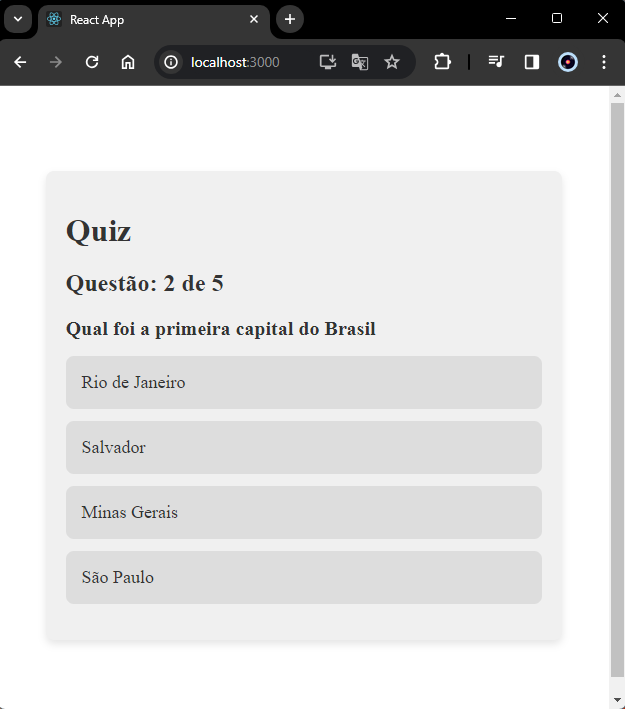 React App
localhost:3000
Quiz
Questão: 2 de 5
Qual foi a primeira capital do Brasil
Rio de Janeiro
Salvador
Minas Gerais
São Paulo